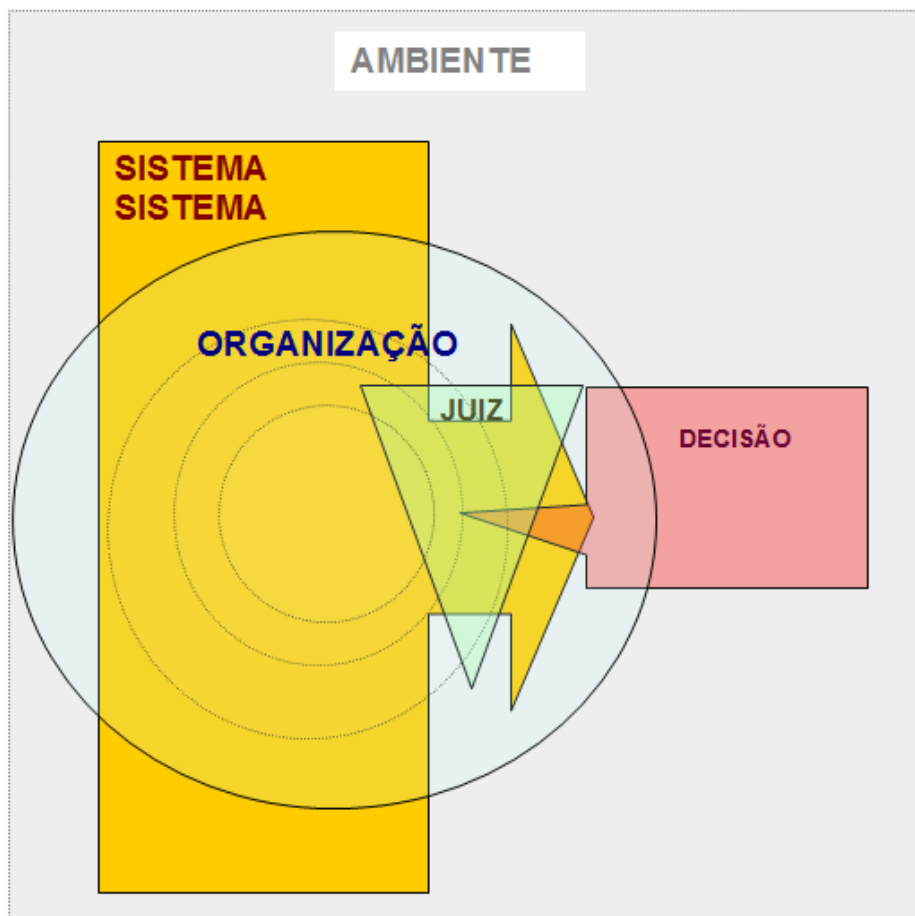 AMBIENTE
SISTEMA
SISTEMA
ORGANIZAÇÃO
JUIZ
DECISÃO